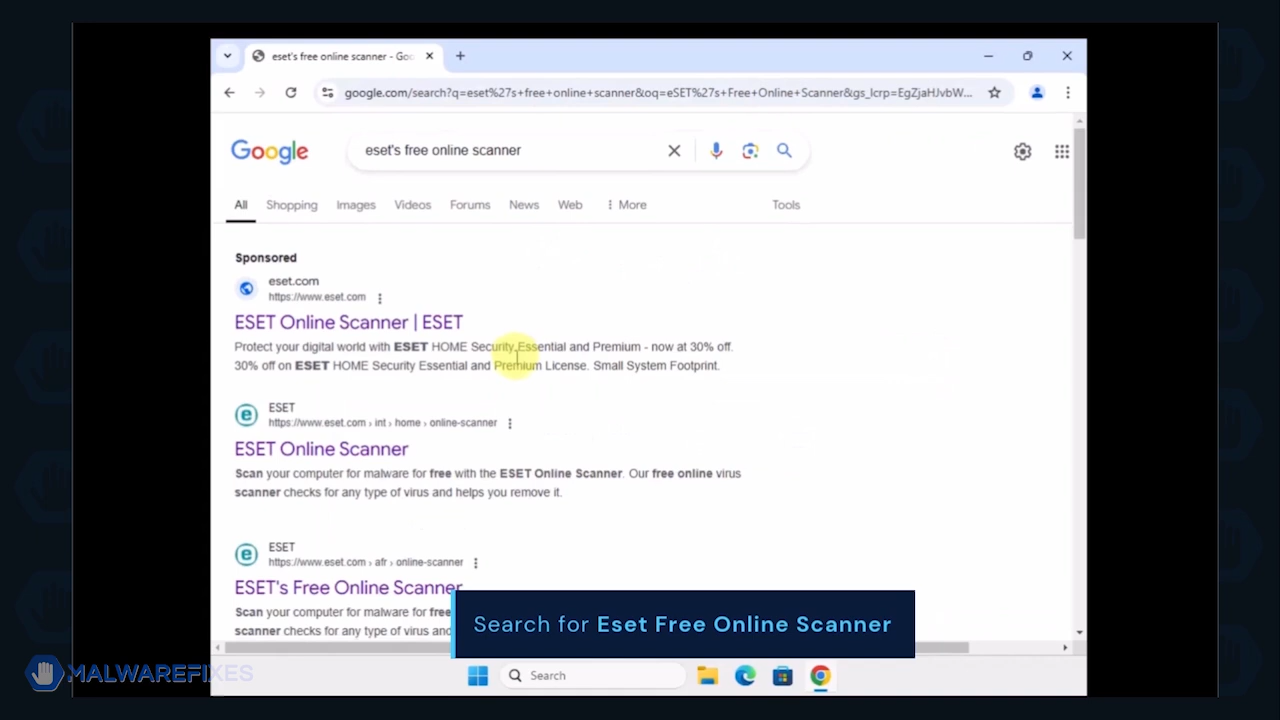 eset's free online scanner - Goo
google.com/search?q=eset%27s+free+online+scanner&oq=eSET%27s+Free+Online+Scanner&gs_lcrp=EgZjaHJvbW...
Google
eset's free online scanner
All Shopping Images Videos Forums News Web More Tools
Sponsored
eset.com
https://www.eset.com
ESET Online Scanner | ESET
Protect your digital world with ESET HOME Security Essential and Premium - now at 30% off.
30% off on ESET HOME Security Essential and Premium License. Small System Footprint.
ESET
https://www.eset.com › int › home › online-scanner
ESET Online Scanner
Scan your computer for malware for free with the ESET Online Scanner. Our free online virus
scanner checks for any type of virus and helps you remove it.
ESET
https://www.eset.com › afr › online-scanner
ESET's Free Online Scanner
Scan your computer for malware for free
scanner checks for any type of virus and
Search for Eset Free Online Scanner
MALWAREFIXES
Search